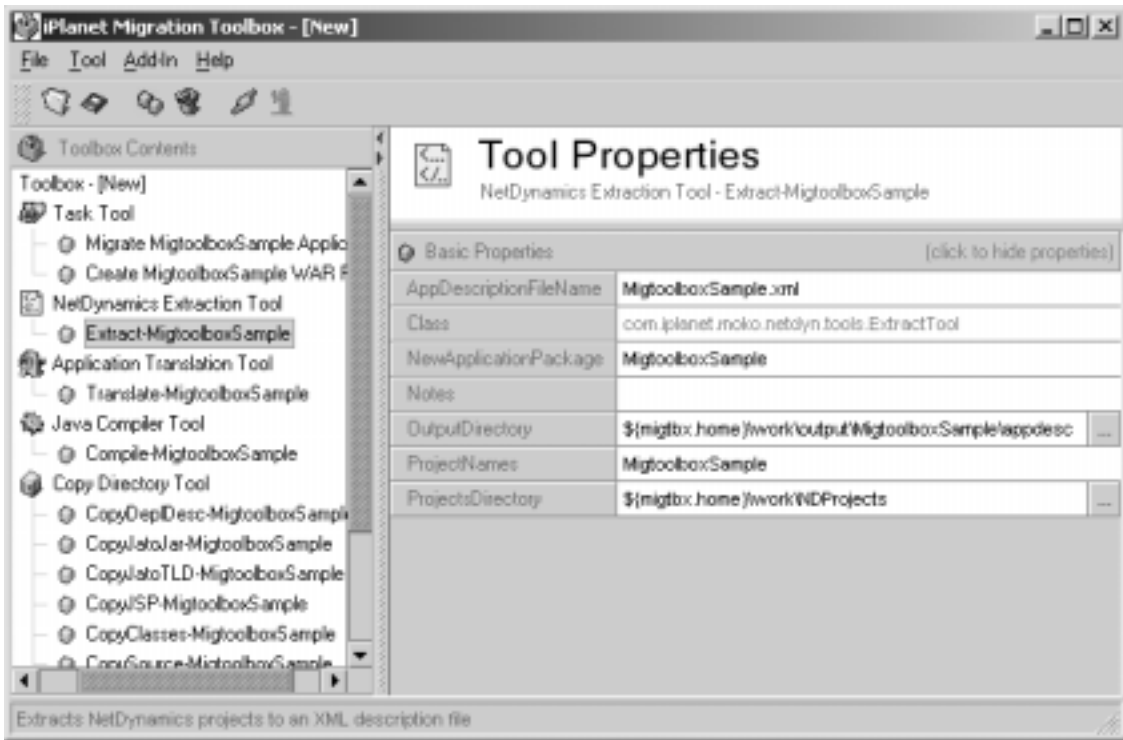 iPlanet Migration Toolbox - [New]
File Tool Add-In Help
Toolbox Contents
Toolbox - [New]
Task Tool
Migrate MigtoolboxSample Applic
Create MigtoolboxSample WAR F
NetDynamics Extraction Tool
Extract-MigtoolboxSample
Application Translation Tool
Translate-MigtoolboxSample
Java Compiler Tool
Compile-MigtoolboxSample
Copy Directory Tool
CopyDeplDesc-MigtoolboxSample
CopyJatoJar-MigtoolboxSample
CopyJatoTLD-MigtoolboxSample
CopyJSP-MigtoolboxSample
CopyClasses-MigtoolboxSample
CopySource-MigtoolboxSample
Tool Properties
NetDynamics Extraction Tool - Extract-MigtoolboxSample
Basic Properties (click to hide properties)
AppDescriptionFileName MigtoolboxSample.xml
Class com.iplanet.moko.netdyn.tools.ExtractTool
NewApplicationPackage MigtoolboxSample
Notes
OutputDirectory ${migtbx.home}\work\output\MigtoolboxSample\appdesc ...
ProjectNames MigtoolboxSample
ProjectsDirectory ${migtbx.home}\work\NDProjects ...
Extracts NetDynamics projects to an XML description file